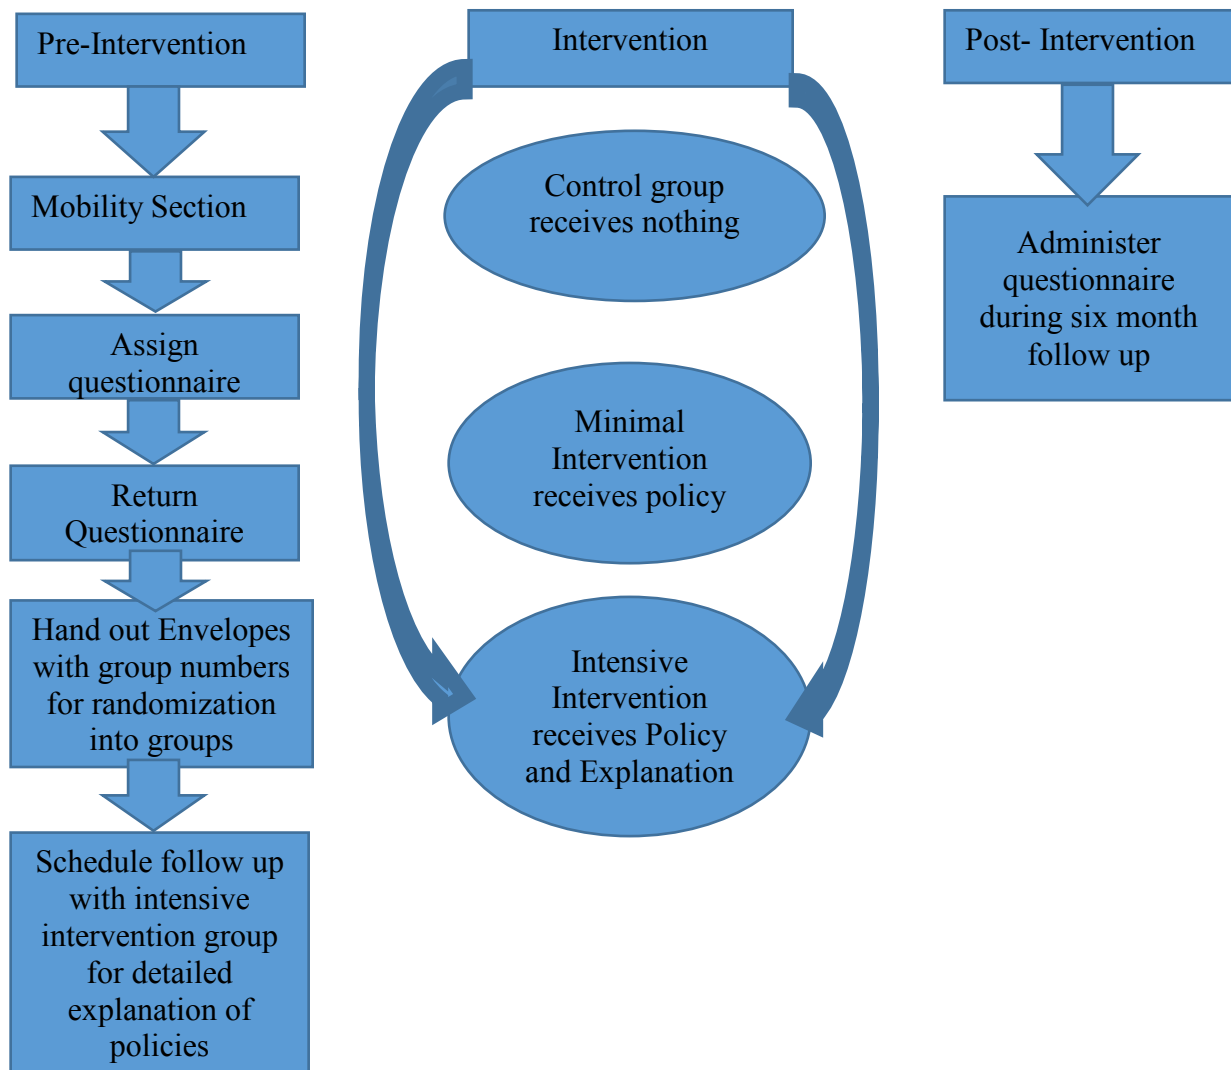 Pre-Intervention
Mobility Section
Assign
questionnaire
Return
Questionnaire
Hand out Envelopes
with group numbers
for randomization
into groups
Schedule follow up
with intensive
intervention group
for detailed
explanation of
policies
Intervention
Control group
receives nothing
Minimal
Intervention
receives policy
Intensive
Intervention
receives Policy
and Explanation
Post- Intervention
Administer
questionnaire
during six month
follow up